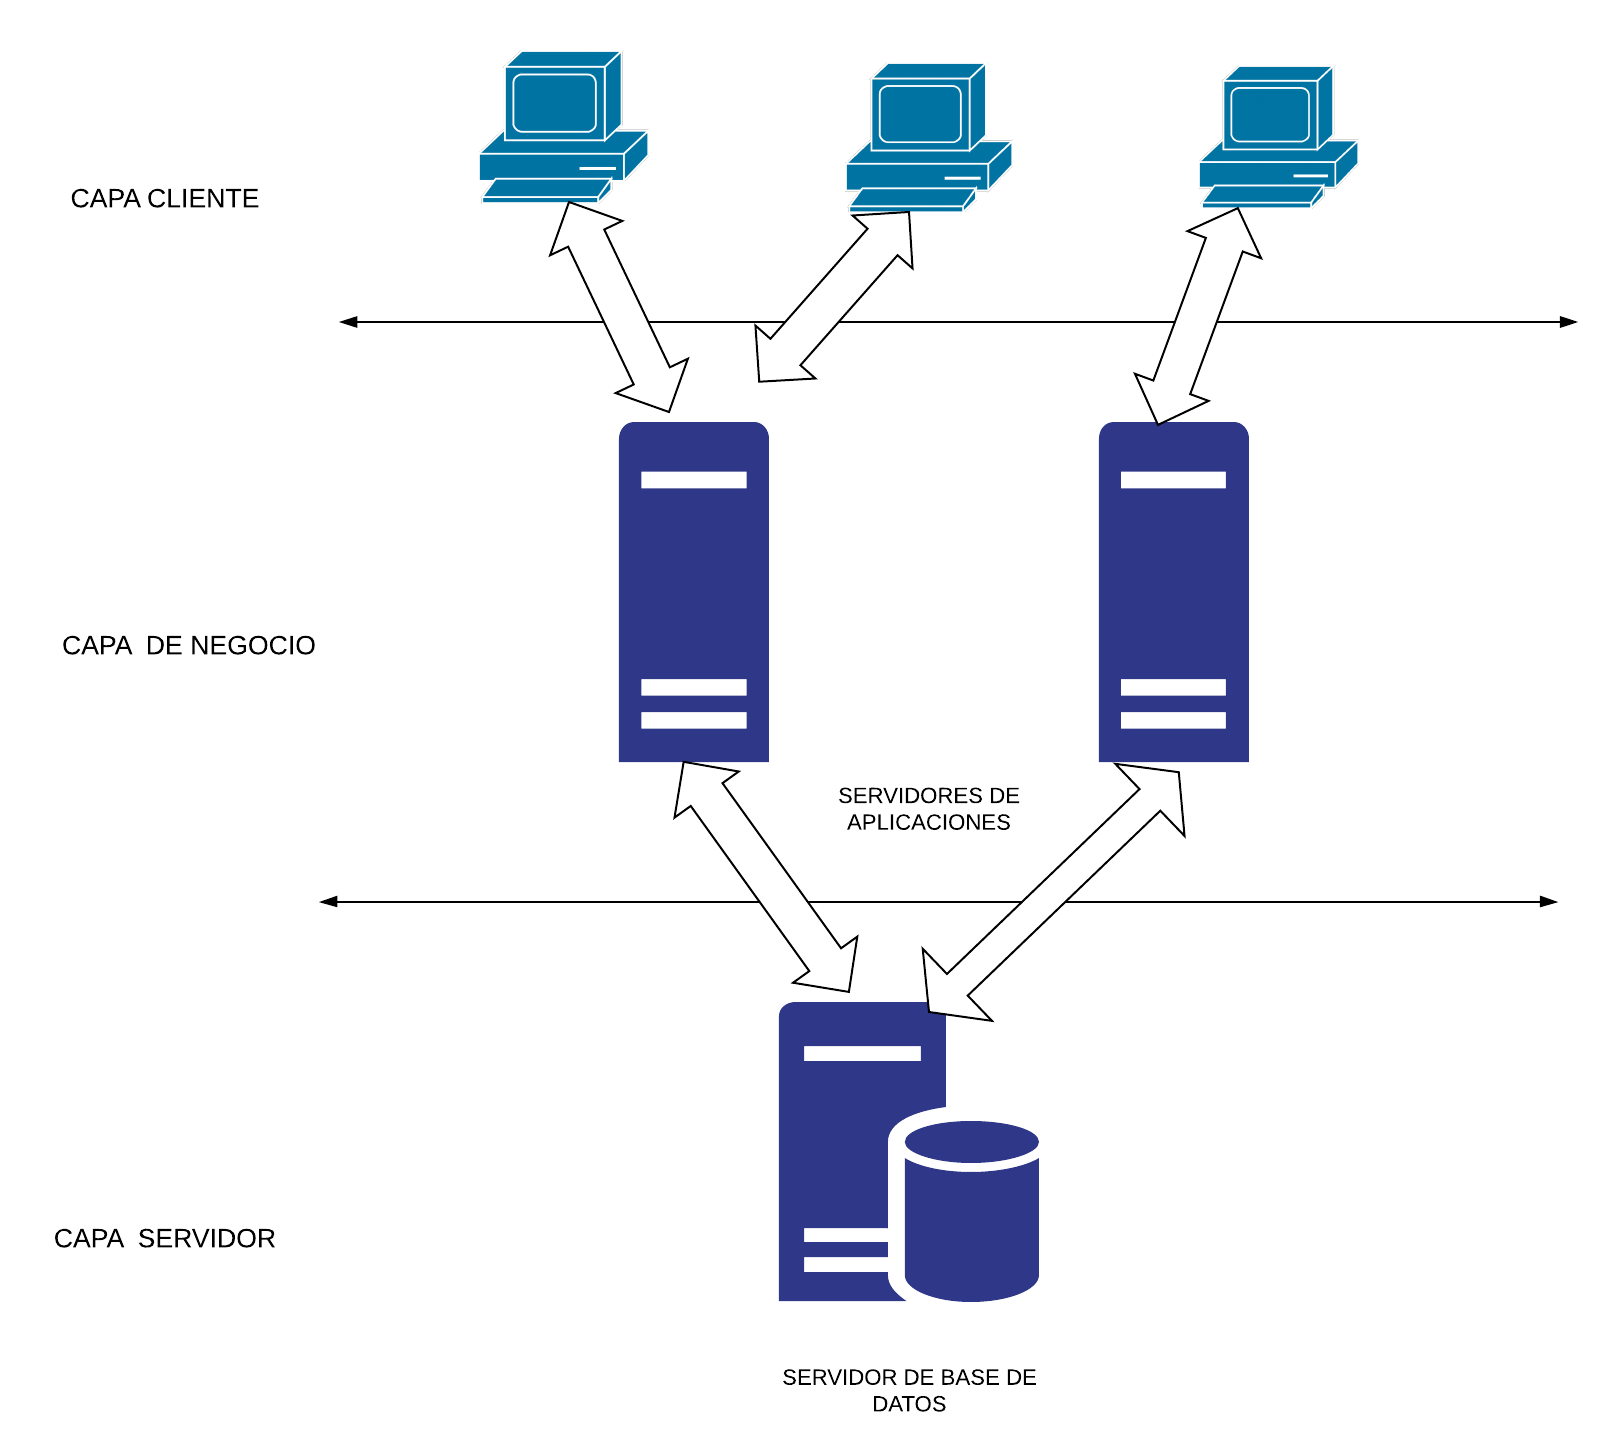 CAPA CLIENTE
CAPA  DE NEGOCIO
SERVIDORES DE
APLICACIONES
CAPA  SERVIDOR
SERVIDOR DE BASE DE
DATOS